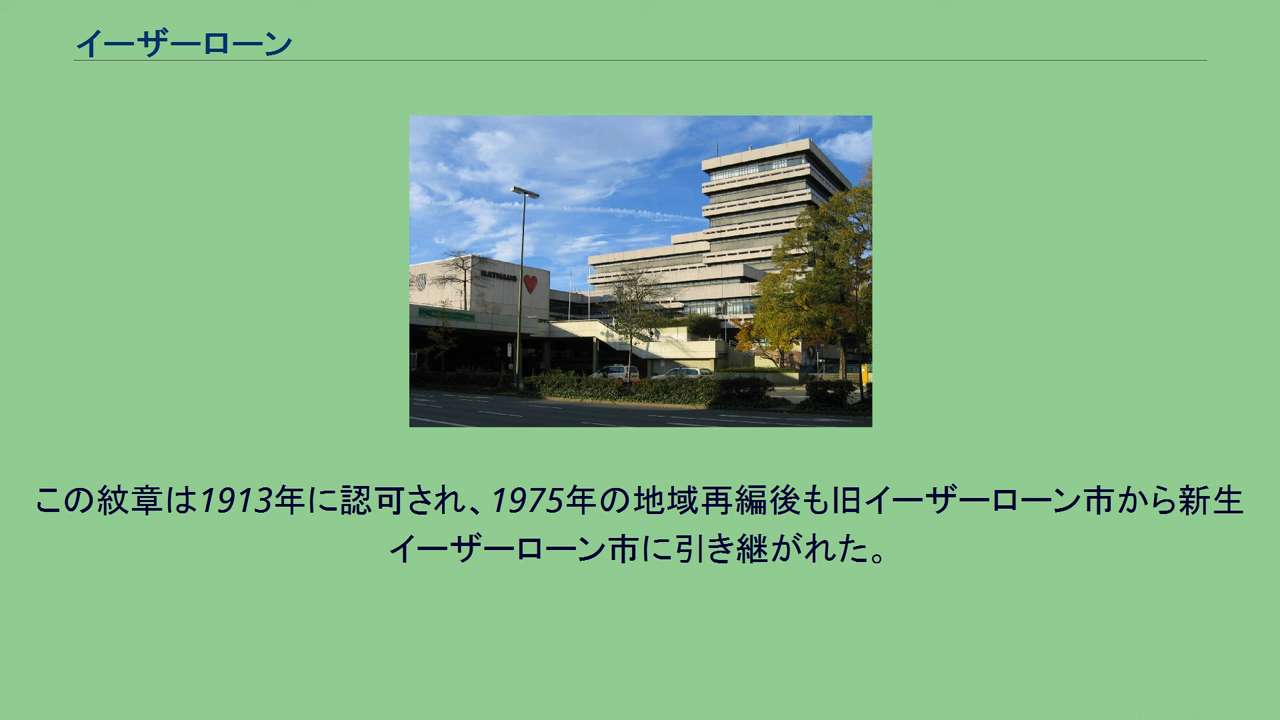 イーザーローン
RATHAUS
この紋章は1913年に認可され、1975年の地域再編後も旧イーザーローン市から新生
イーザーローン市に引き継がれた。